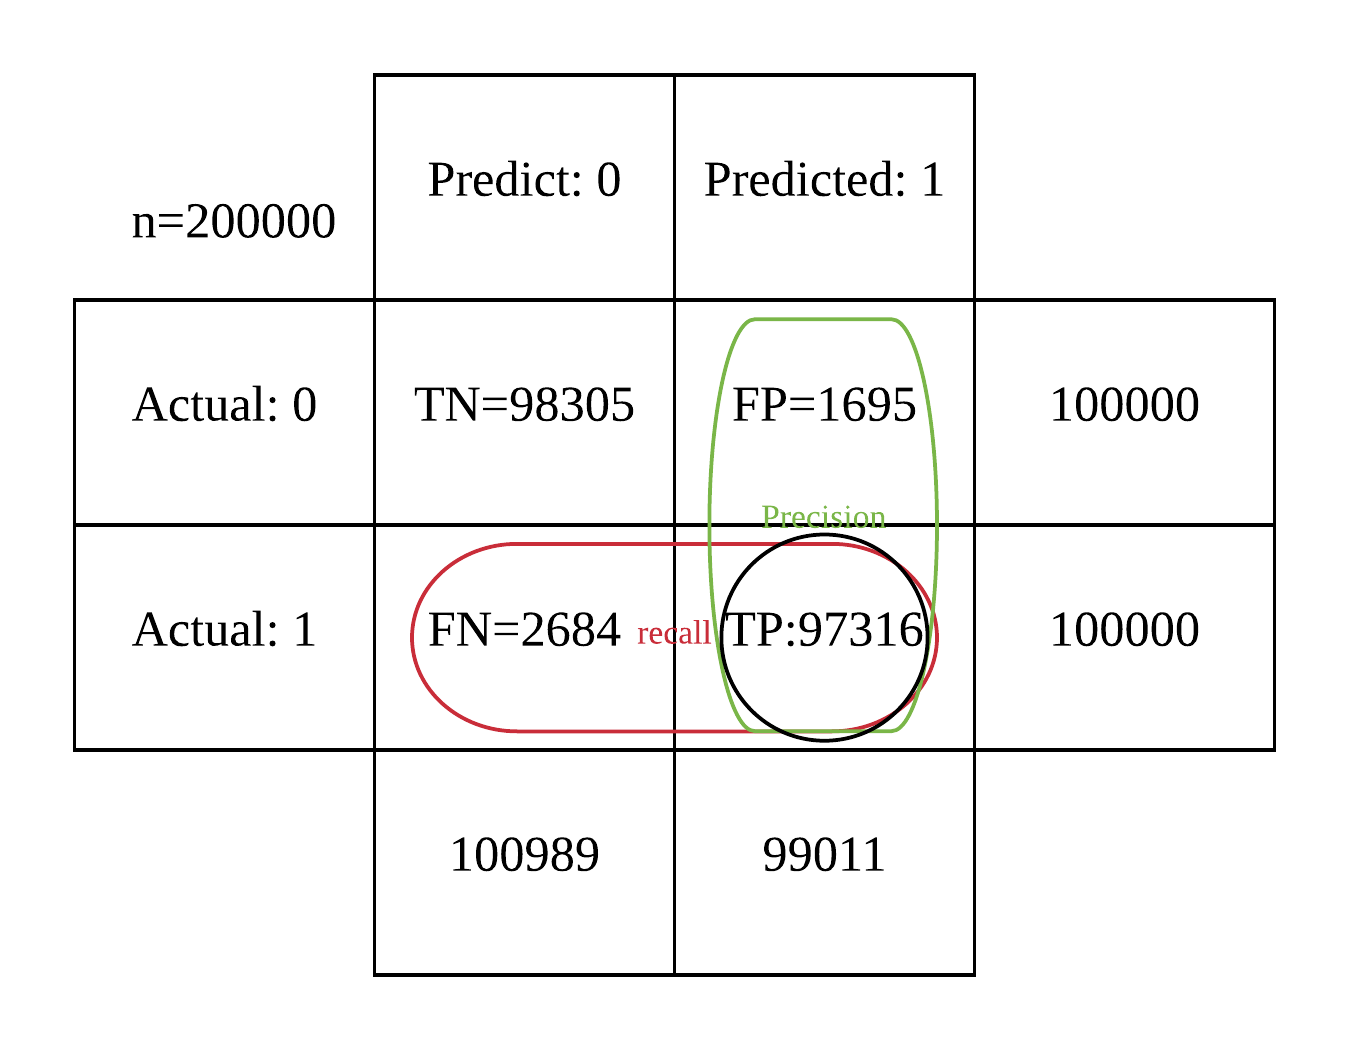 Predict: 0
Predicted: 1
n=200000
Actual: 0
TN=98305
FP=1695
100000
Precision
Actual: 1
FN=2684
recall
TP:97316
100000
100989
99011